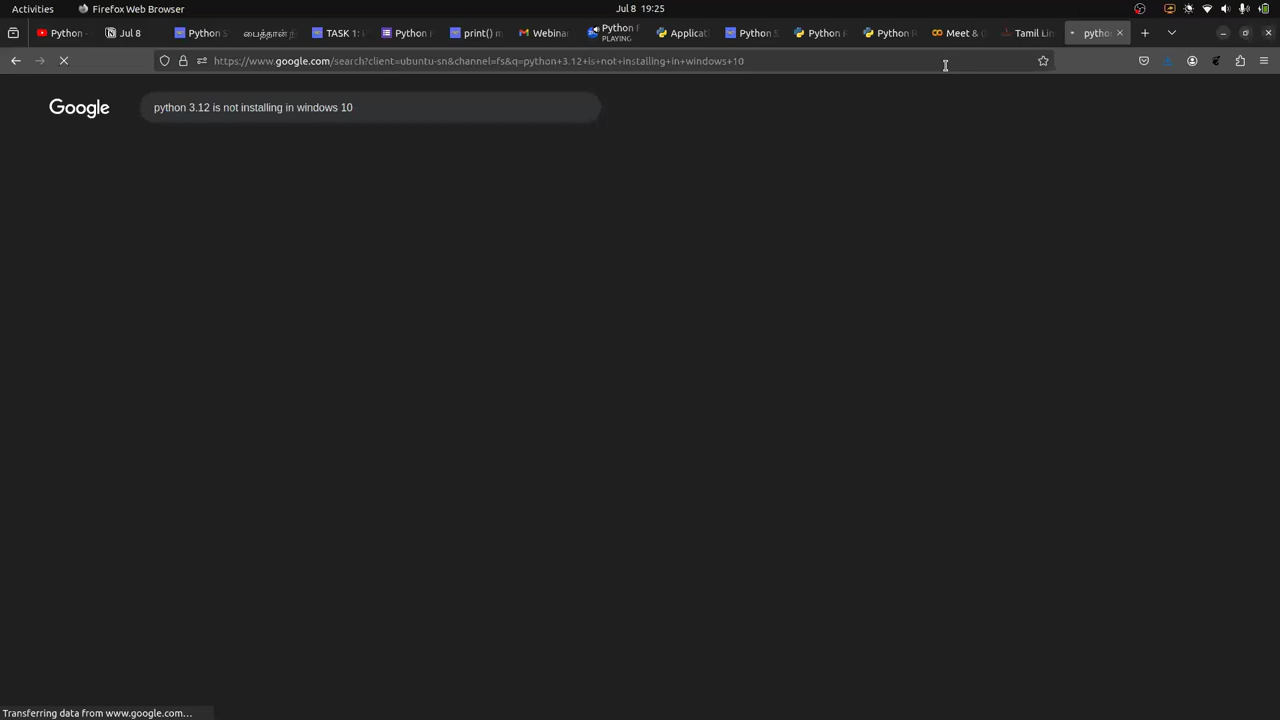 Activities
Firefox Web Browser
Jul 8 19:25
Python
Jul 8
Python S
பைத்தான்
TASK 1:
Python
print() m
Webinar
Python
PLAYING
Applicati
Python
Python
Python R
Meet &
Tamil Lin
python
https://www.google.com/search?client=ubuntu-sn&channel=fs&q=python+3.12+is+not+installing+in+windows+10
Google
python 3.12 is not installing in windows 10
Transferring data from www.google.com...